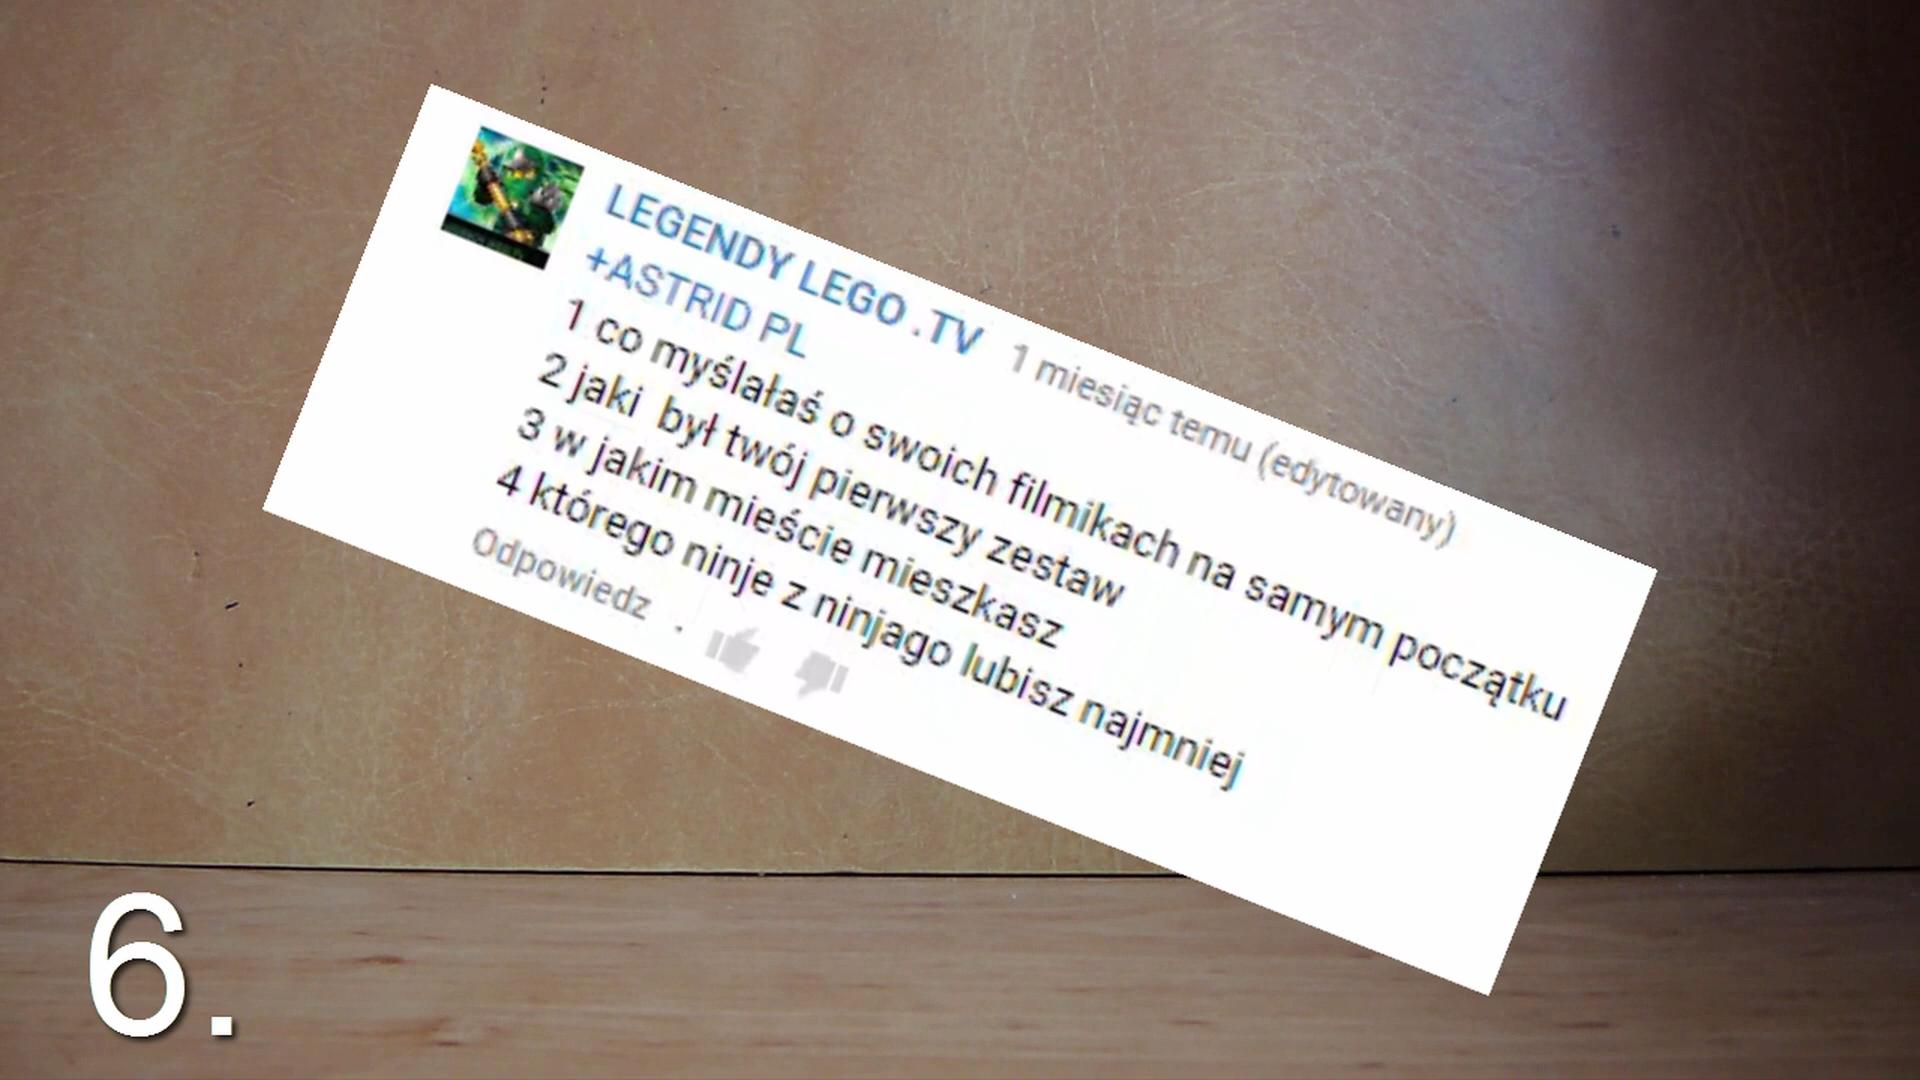 LEGENDY LEGO .TV 1 miesiąc temu (edytowany)
+ASTRID PL
1 co myślałaś o swoich filmikach na samym początku
2 jaki był twój pierwszy zestaw
3 w jakim mieście mieszkasz
4 którego ninje z ninjago lubisz najmniej
Odpowiedz .
6.